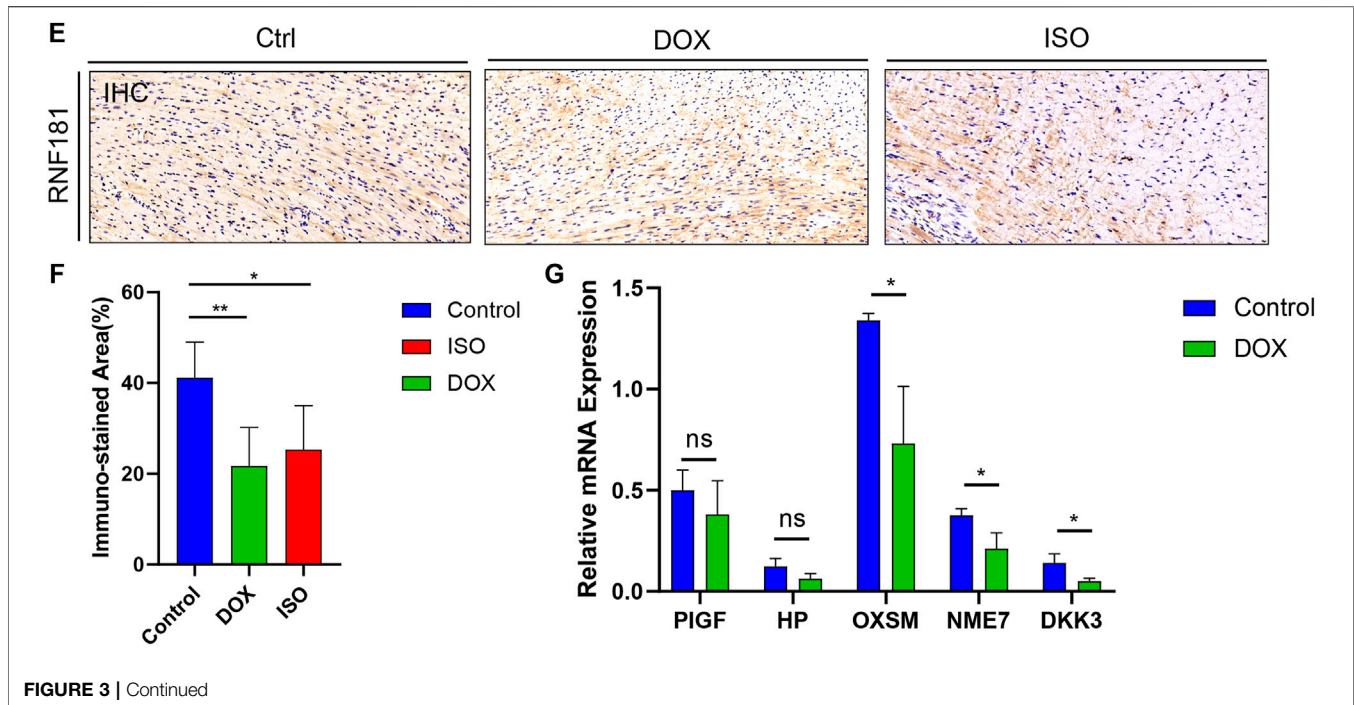 E
Ctrl
DOX
ISO
RNF181
IHC
F
Immuno-stained Area(%)
60
40
20
0
*
**
Control
DOX
ISO
Control
ISO
DOX
G
Relative mRNA Expression
1.5
1.0
0.5
0.0
ns
ns
*
*
*
PIGF
HP
OXSM
NME7
DKK3
Control
DOX
FIGURE 3 | Continued